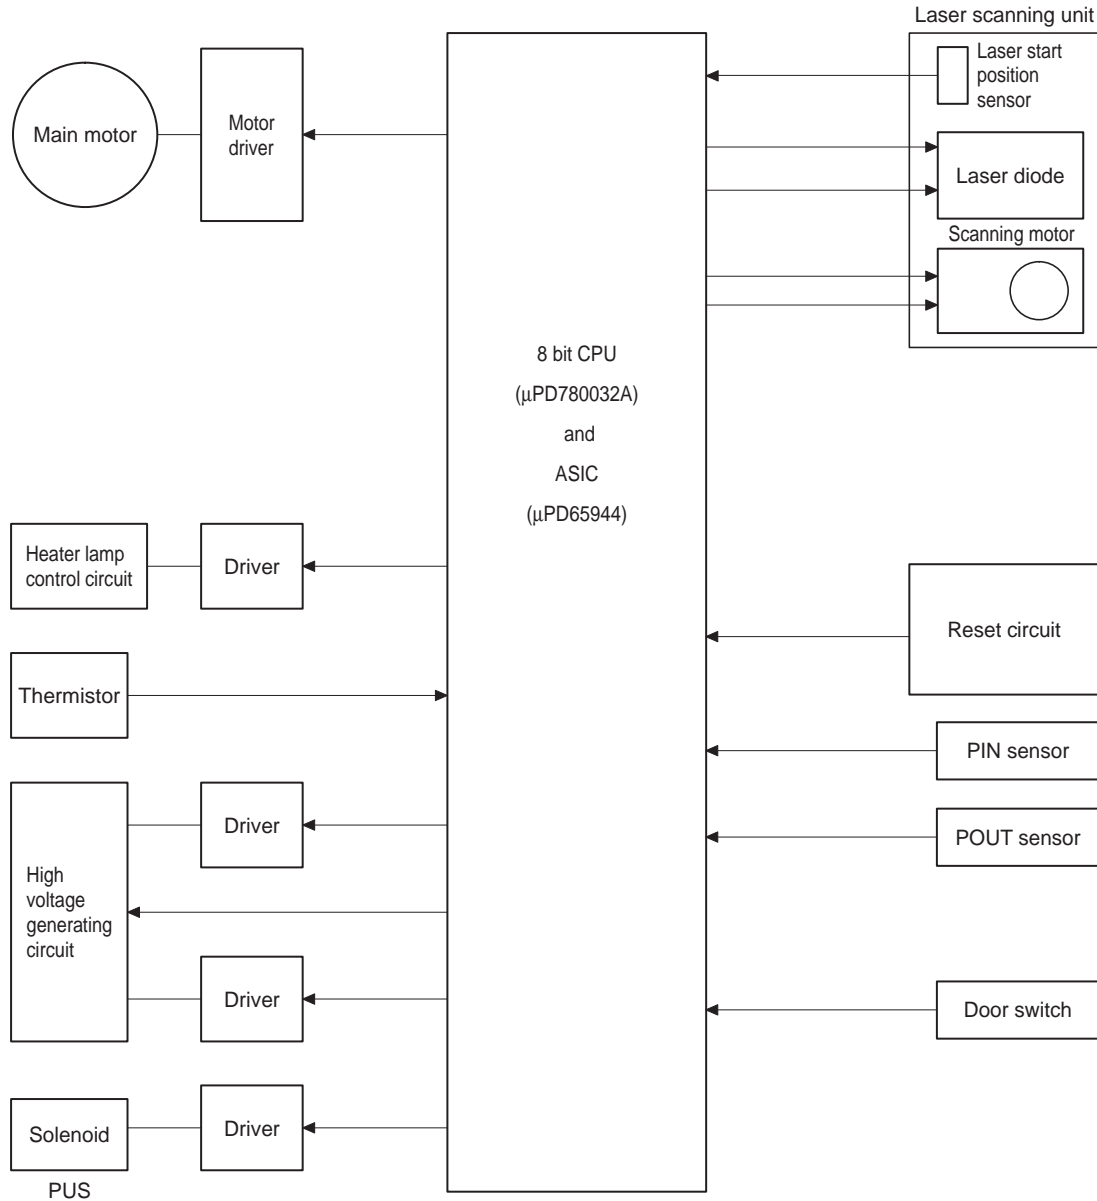 Laser scanning unit
Laser start
position
sensor
Main motor
Motor
driver
Laser diode
Scanning motor
8 bit CPU
(μPD780032A)
and
ASIC
(μPD65944)
Heater lamp
control circuit
Driver
Reset circuit
Thermistor
PIN sensor
Driver
POUT sensor
High
voltage
generating
circuit
Driver
Door switch
Solenoid
Driver
PUS